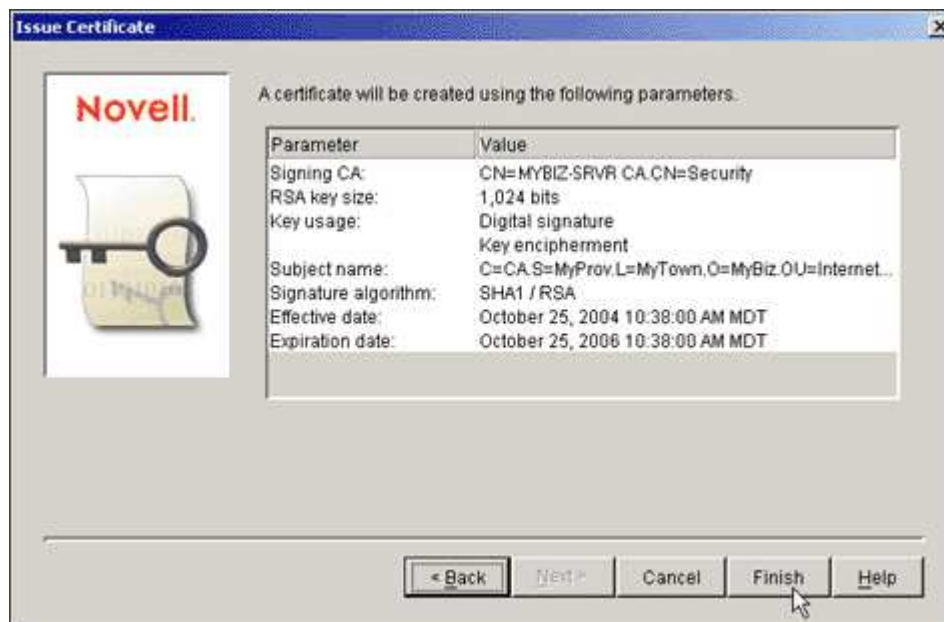 Issue Certificate
Novell.
A certificate will be created using the following parameters.
Parameter Value
Signing CA: CN=MYBIZ-SRVR CA.CN=Security
RSA key size: 1,024 bits
Key usage: Digital signature
Key encipherment
Subject name: C=CA.S=MyProv.L=MyTown,O=MyBiz.OU=Internet...
Signature algorithm: SHA1 / RSA
Effective date: October 25, 2004 10:38:00 AM MDT
Expiration date: October 25, 2006 10:38:00 AM MDT
< Back Next > Cancel Finish Help